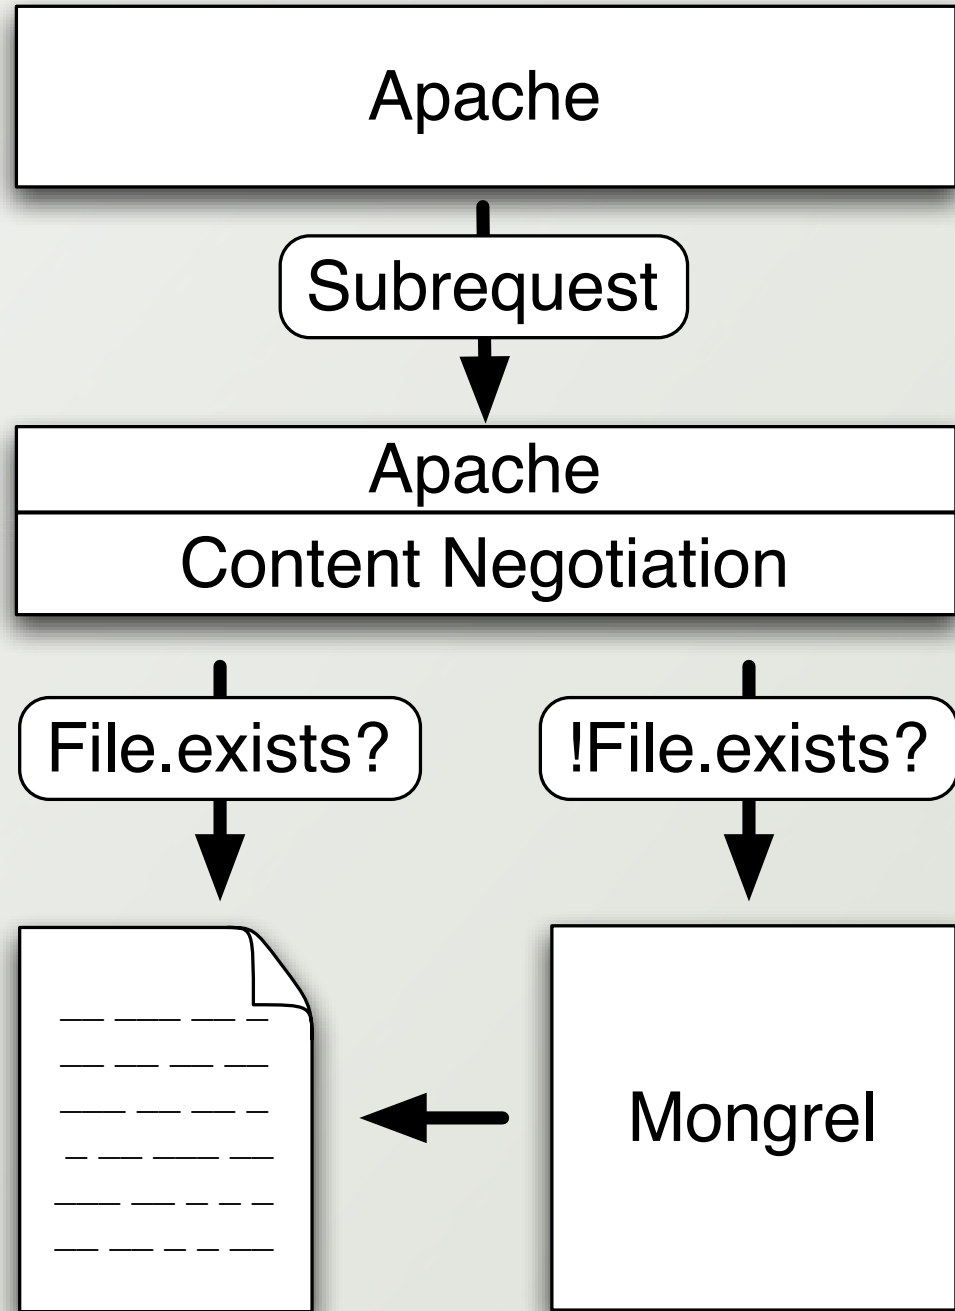 Apache
Subrequest
Apache
Content Negotiation
File.exists?
!File.exists?
Mongrel